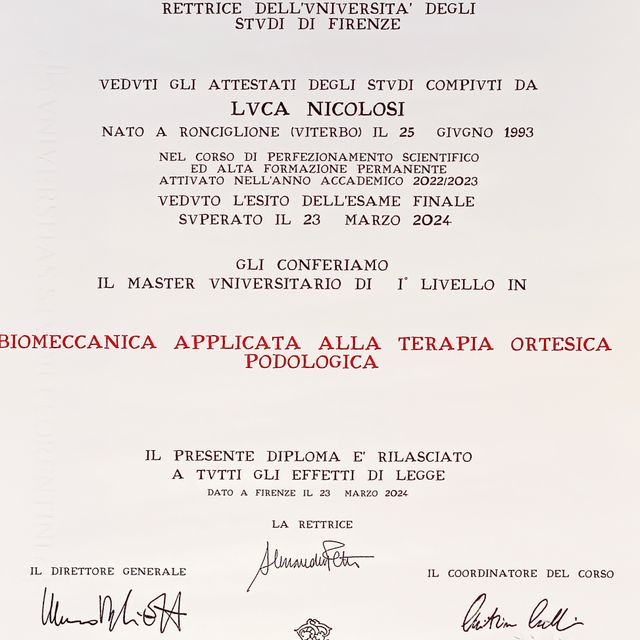 RETTRICE DELL'VNIVERSITA' DEGLI
STVDI DI FIRENZE
VEDVTI GLI ATTESTATI DEGLI STVDI COMPIVTI DA
LVCA NICOLOSI
NATO A RONCIGLIONE (VITERBO) IL 25 GIVGNO 1993
NEL CORSO DI PERFEZIONAMENTO SCIENTIFICO
ED ALTA FORMAZIONE PERMANENTE
ATTIVATO NELL'ANNO ACCADEMICO 2022/2023
VEDVTO L'ESITO DELL'ESAME FINALE
SVPERATO IL 23 MARZO 2024
GLI CONFERIAMO
IL MASTER VNIVERSITARIO DI I° LIVELLO IN
BIOMECCANICA APPLICATA ALLA TERAPIA ORTESICA
PODOLOGICA
IL PRESENTE DIPLOMA E' RILASCIATO
A TVTTI GLI EFFETTI DI LEGGE
DATO A FIRENZE IL 23 MARZO 2024
LA RETTRICE
IL DIRETTORE GENERALE
IL COORDINATORE DEL CORSO